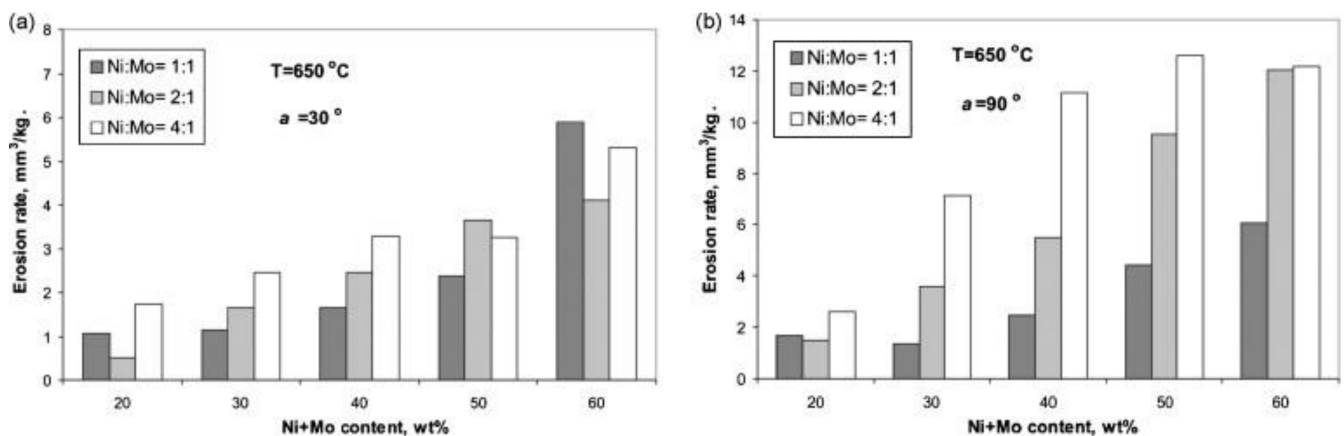 (a)
Erosion rate, mm³/kg.
8
7
6
5
4
3
2
1
0
Ni:Mo= 1:1
Ni:Mo= 2:1
Ni:Mo= 4:1
T=650 °C
a =30 °
20 30 40 50 60
Ni+Mo content, wt%
(b)
Erosion rate, mm³/kg.
14
12
10
8
6
4
2
0
Ni:Mo= 1:1
Ni:Mo= 2:1
Ni:Mo= 4:1
T=650 °C
a =90 °
20 30 40 50 60
Ni+Mo content, wt%